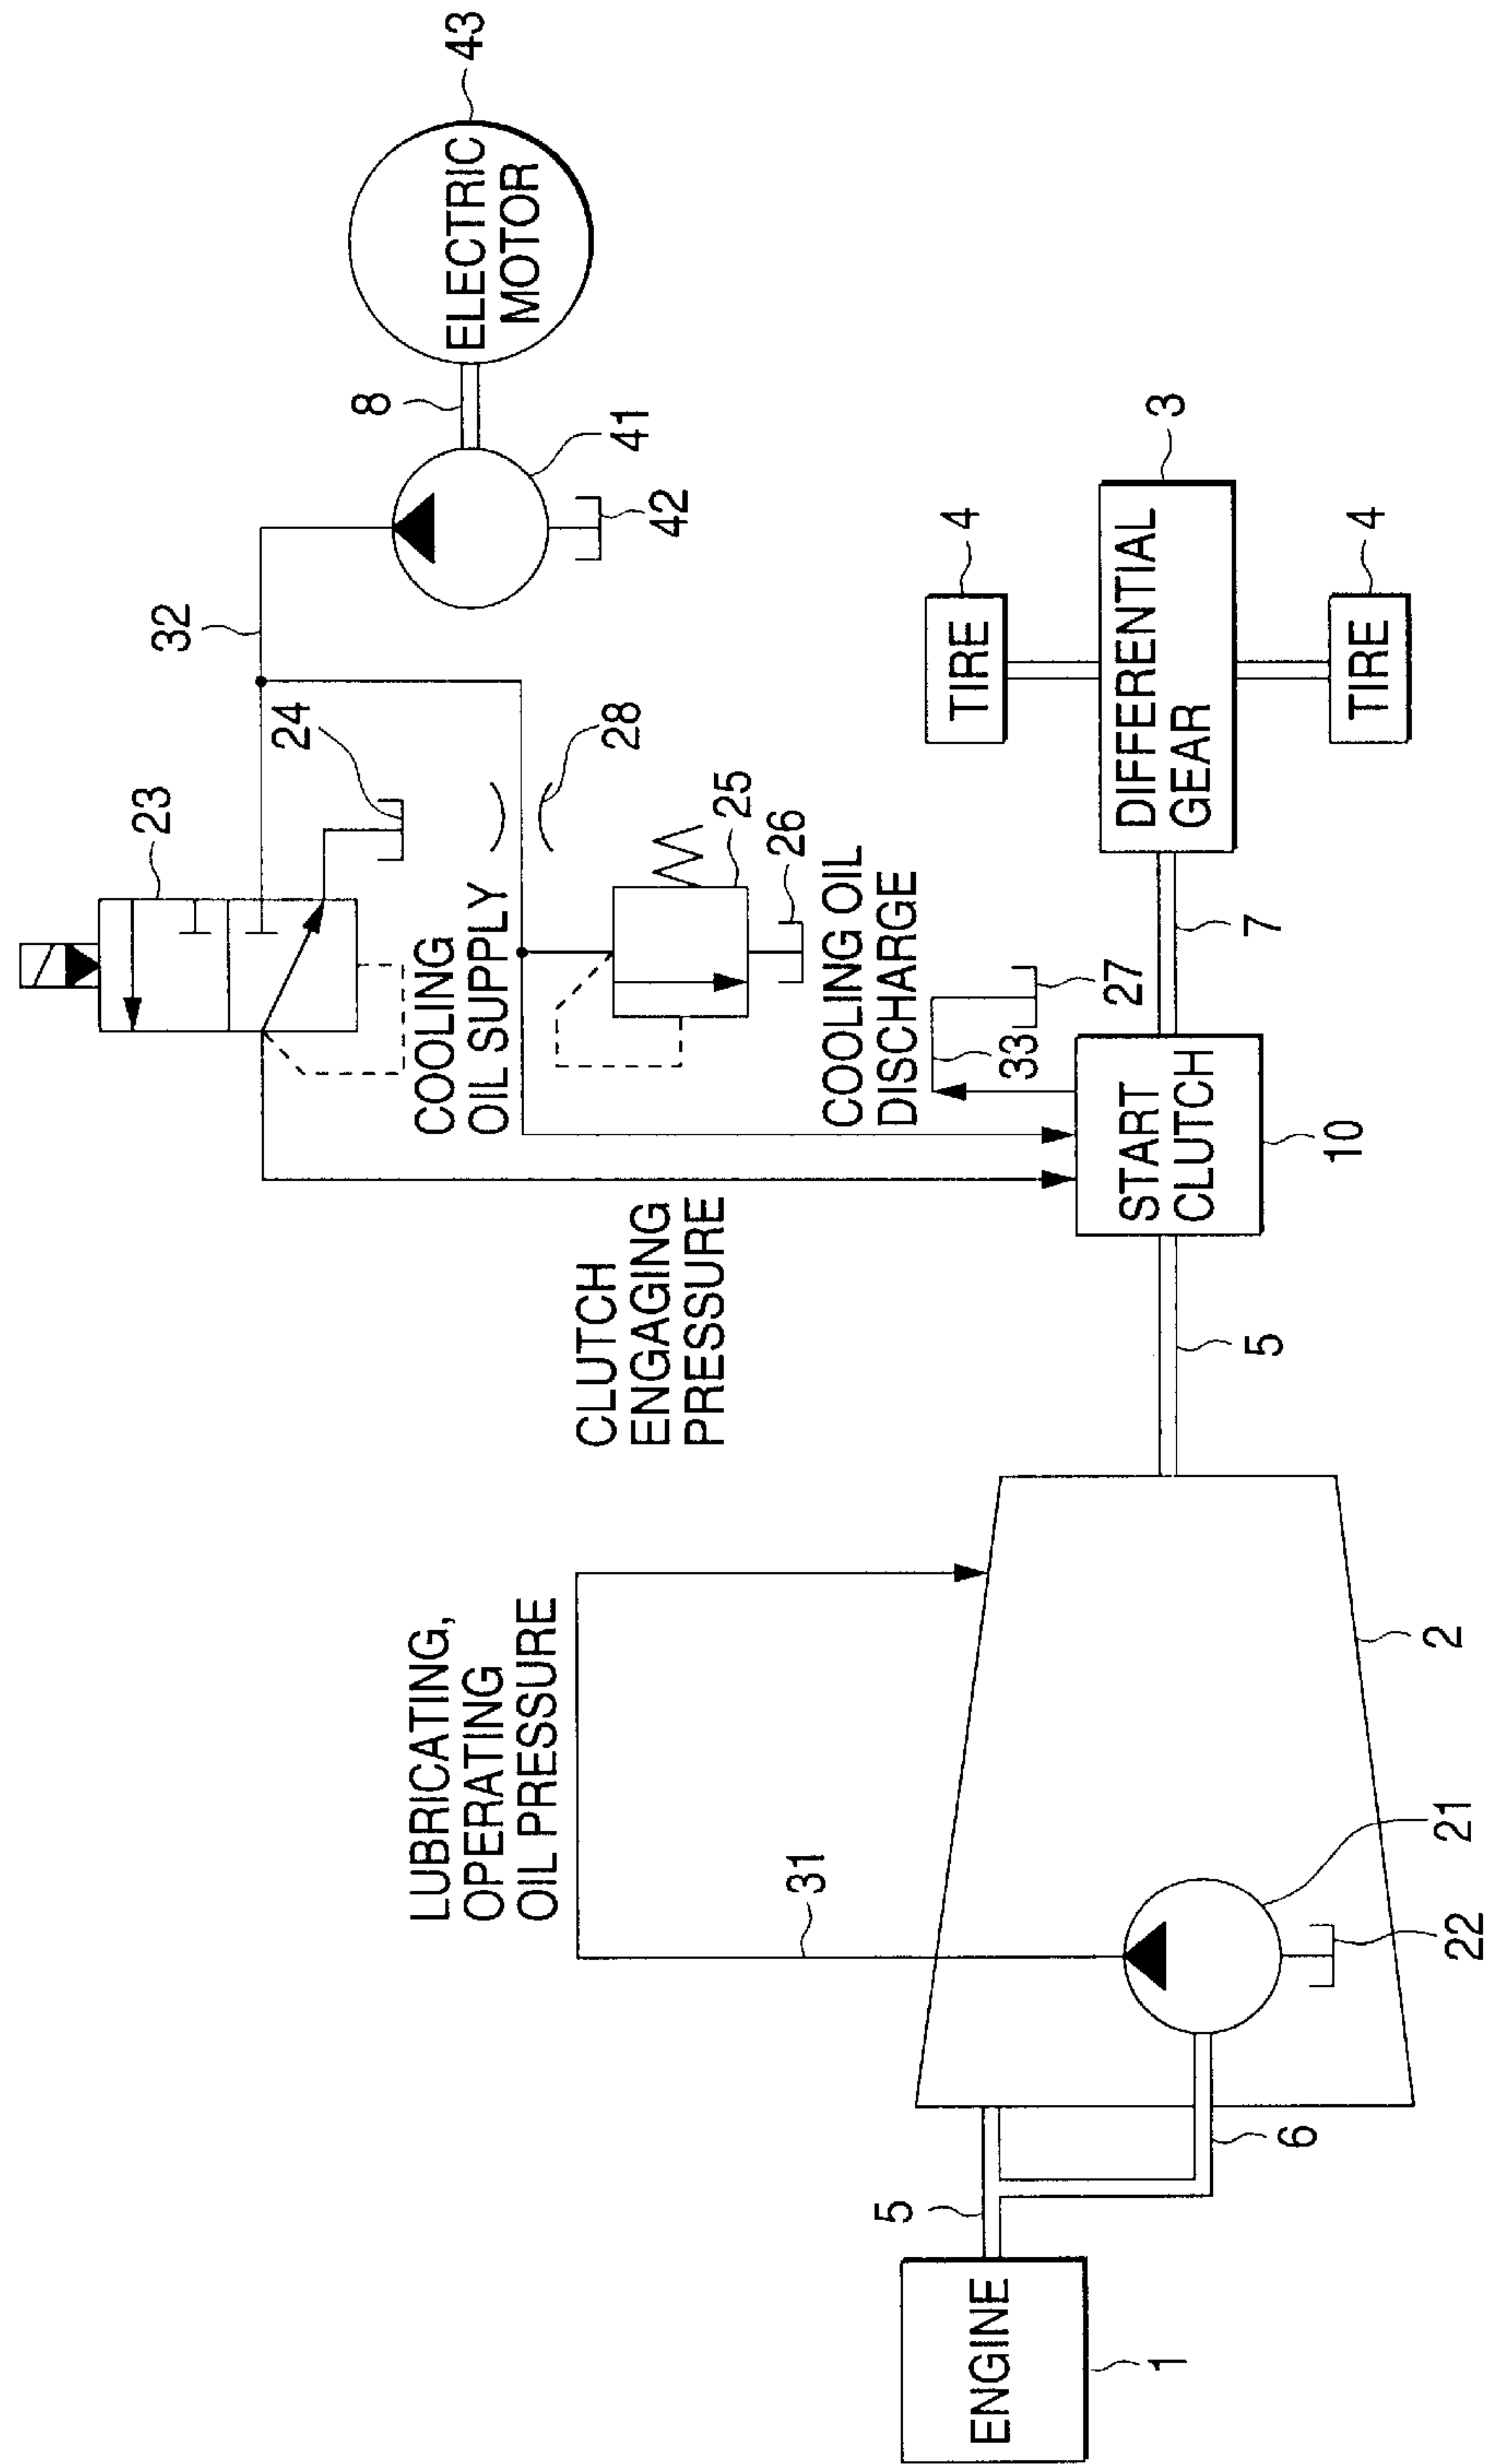 ENGINE
1
5
6
LUBRICATING,
OPERATING
OIL PRESSURE
31
21
22
2
5
CLUTCH
ENGAGING
PRESSURE
COOLING
OIL SUPPLY
23
24
32
28
25
26
8
41
42
ELECTRIC
MOTOR
43
COOLING OIL
DISCHARGE
33
27
START
CLUTCH
10
7
TIRE
4
DIFFERENTIAL
GEAR
3
TIRE
4